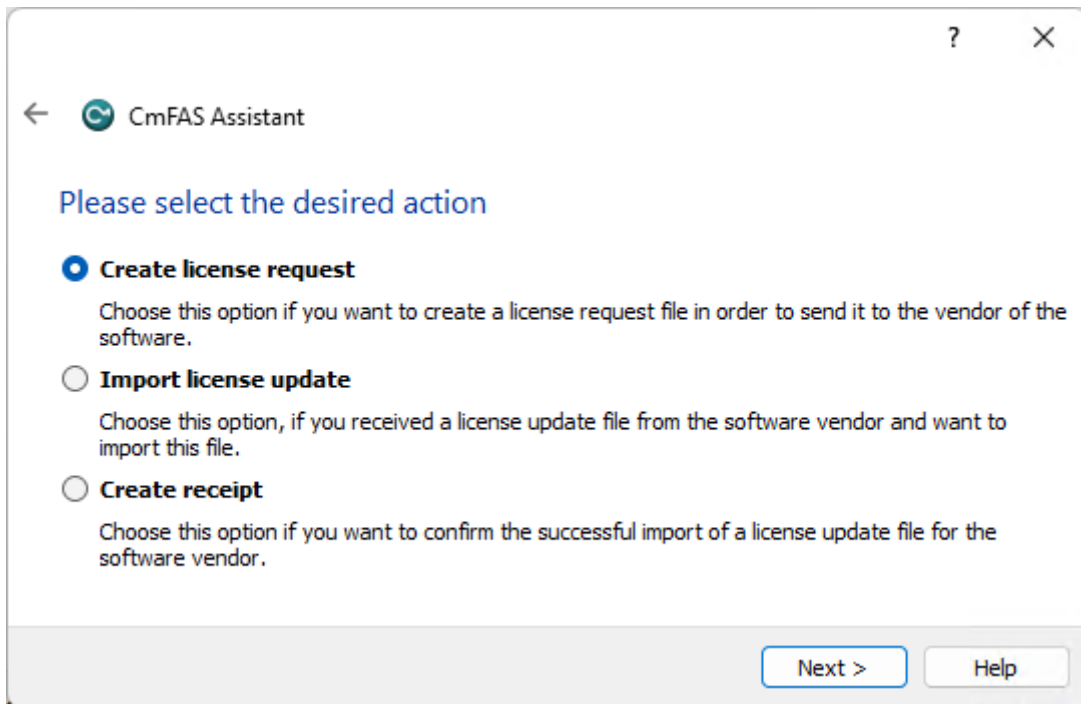 ?
CmFAS Assistant
Please select the desired action
Create license request
Choose this option if you want to create a license request file in order to send it to the vendor of the
software.
Import license update
Choose this option, if you received a license update file from the software vendor and want to
import this file.
Create receipt
Choose this option if you want to confirm the successful import of a license update file for the
software vendor.
Next >
Help